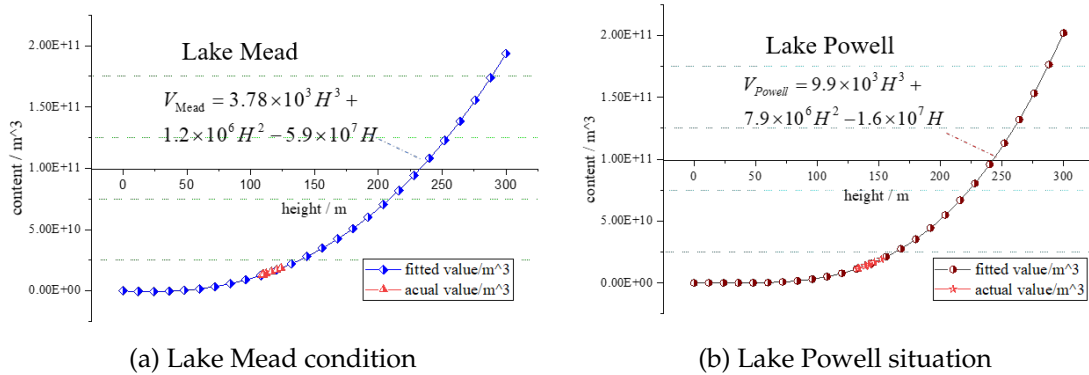 2.00E+11
1.50E+11
1.00E+11
5.00E+10
0.00E+00
content / m^3
Lake Mead
V_Mead = 3.78×10^3 H^3 +
1.2×10^6 H^2 −5.9×10^7 H
0 50 100 150 200 250 300
height / m
fitted value/m^3
acual value/m^3
(a) Lake Mead condition
2.00E+11
1.50E+11
1.00E+11
5.00E+10
0.00E+00
content / m^3
Lake Powell
V_Powell = 9.9×10^3 H^3 +
7.9×10^6 H^2 −1.6×10^7 H
0 50 100 150 200 250 300
height / m
fitted value/m^3
actual value/m^3
(b) Lake Powell situation